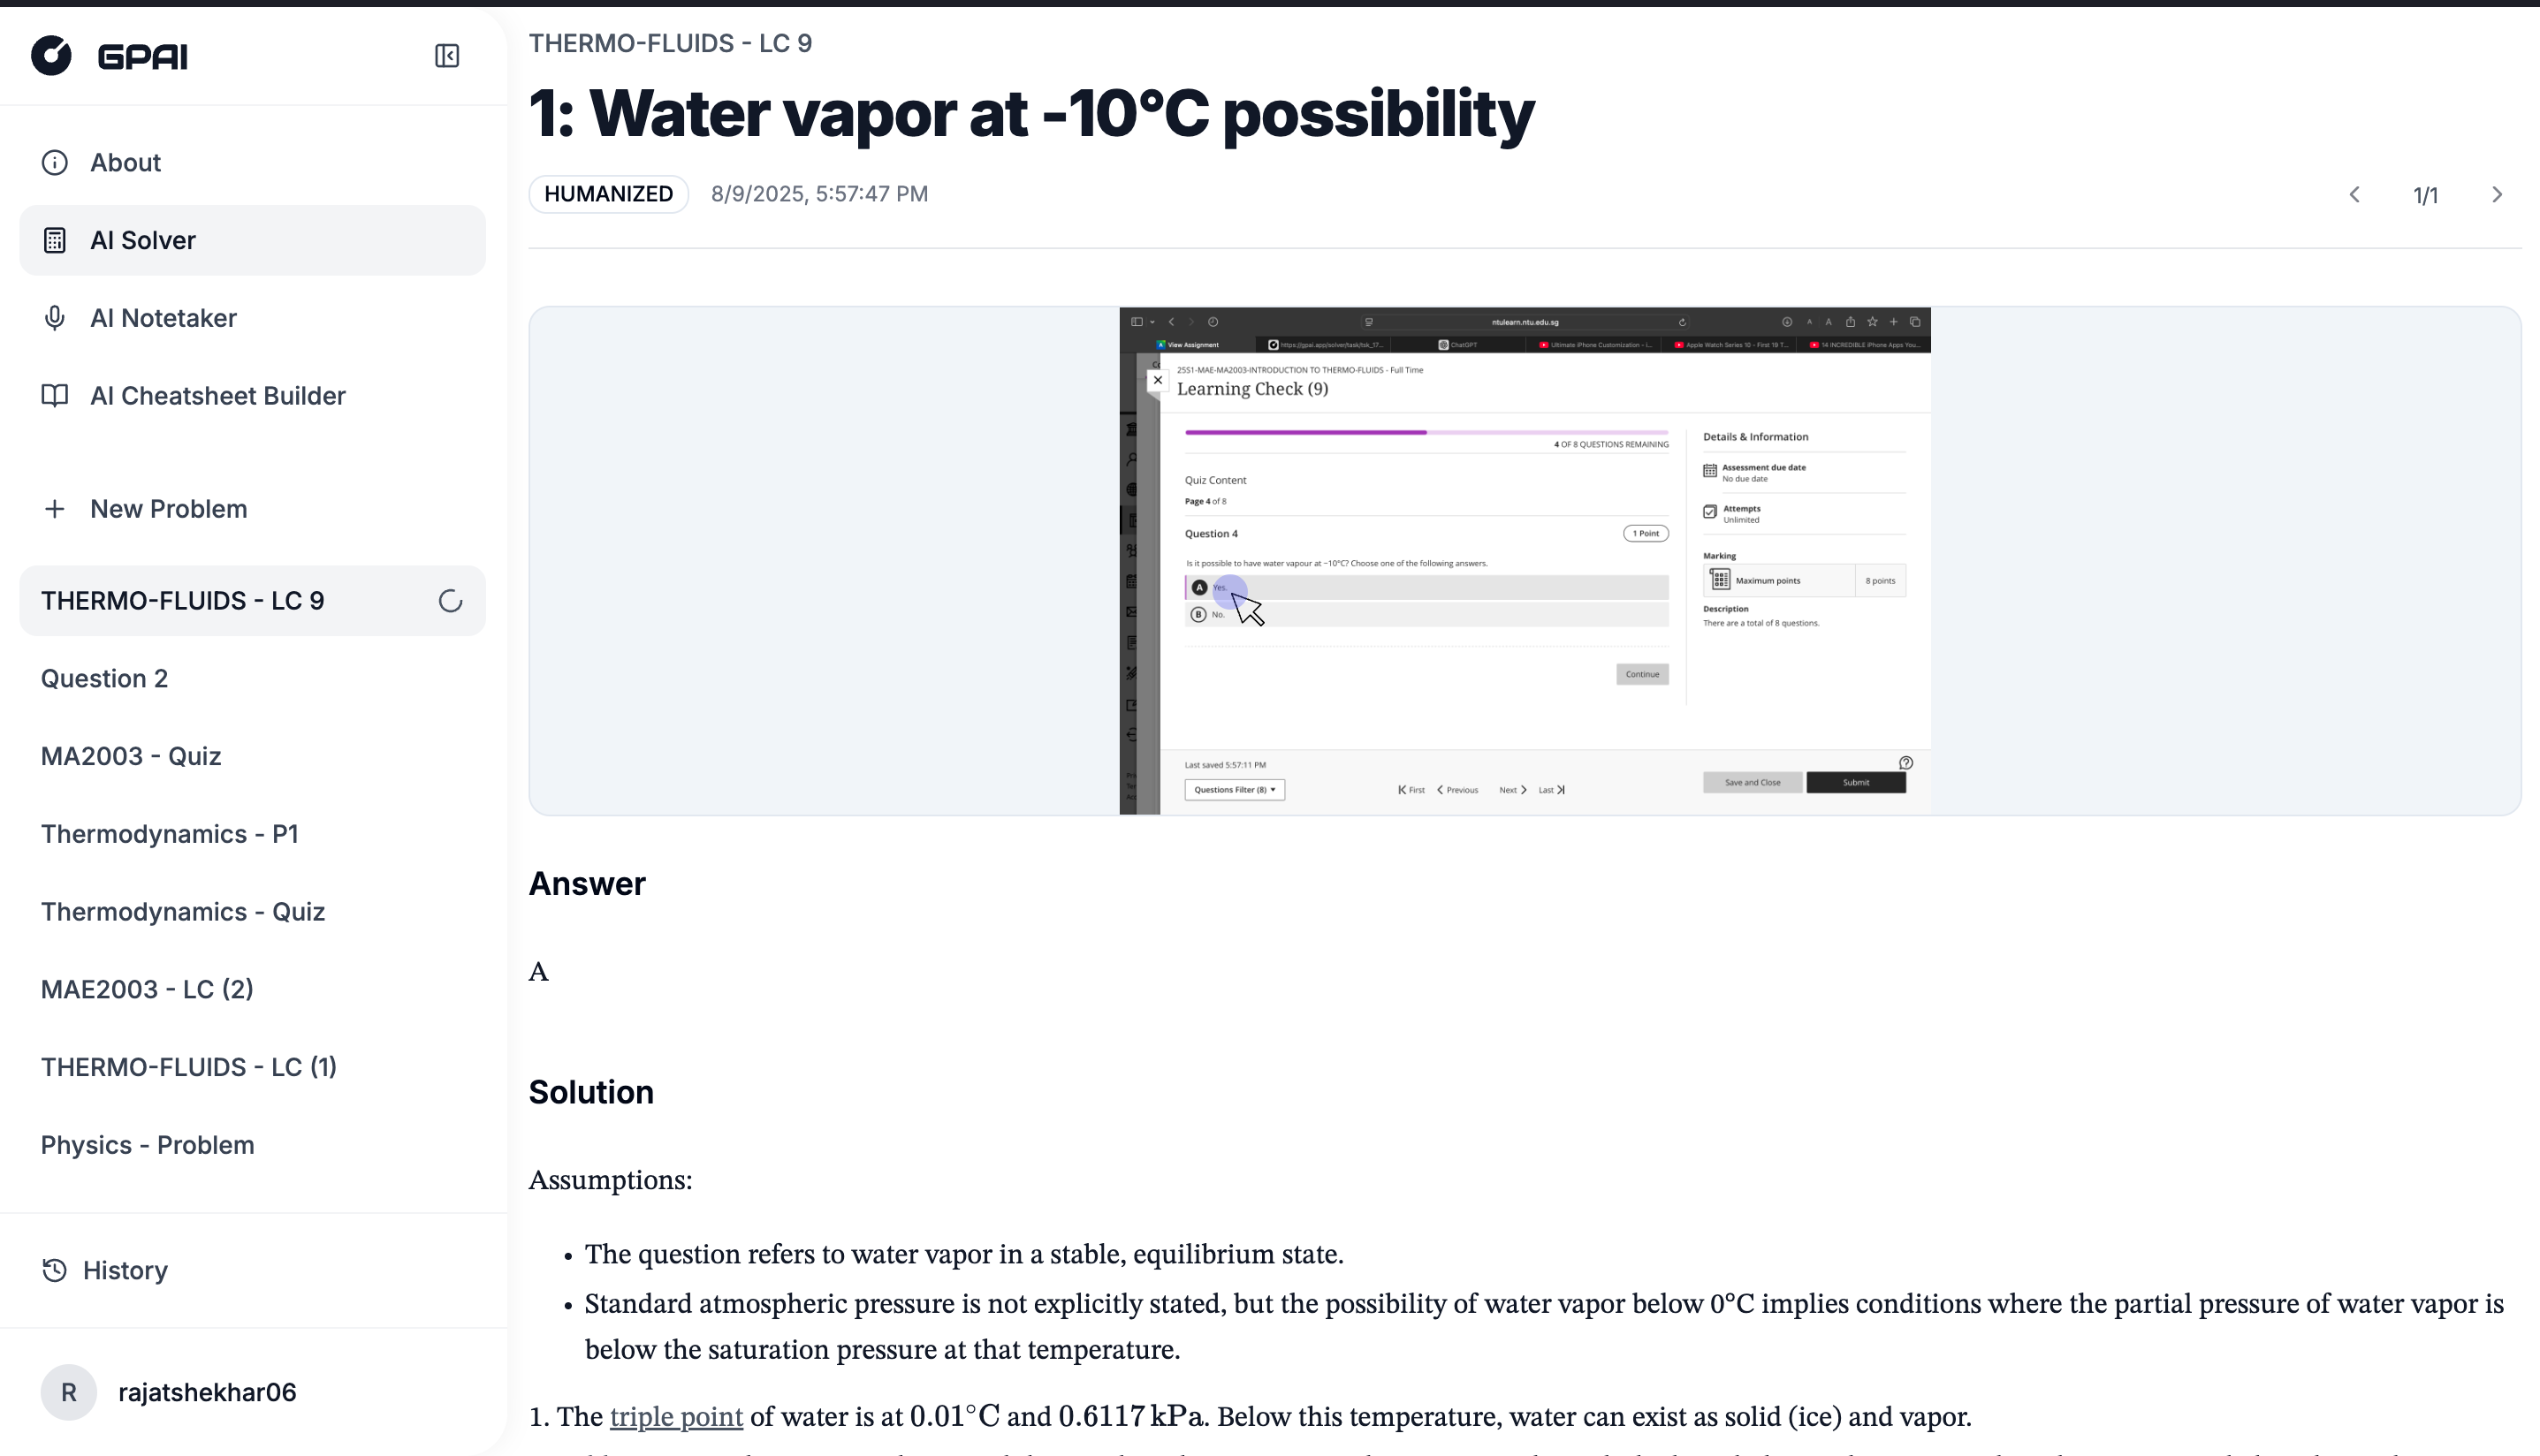 GPAI
About
AI Solver
AI Notetaker
AI Cheatsheet Builder
New Problem
THERMO-FLUIDS - LC 9
Question 2
MA2003 - Quiz
Thermodynamics - P1
Thermodynamics - Quiz
MAE2003 - LC (2)
THERMO-FLUIDS - LC (1)
Physics - Problem
History
R rajatshekhar06
THERMO-FLUIDS - LC 9
1: Water vapor at -10°C possibility
HUMANIZED 8/9/2025, 5:57:47 PM
1/1
ntulearn.ntu.edu.sg
View Assignment https://gpai.app/solver/task/tsk_17... ChatGPT Ultimate iPhone Customization - i... Apple Watch Series 10 – First 19 T... 14 INCREDIBLE iPhone Apps You...
25S1-MAE-MA2003-INTRODUCTION TO THERMO-FLUIDS - Full Time
Learning Check (9)
4 OF 8 QUESTIONS REMAINING
Quiz Content
Page 4 of 8
Question 4
1 Point
Is it possible to have water vapour at −10°C? Choose one of the following answers.
A Yes.
B No.
Continue
Details & Information
Assessment due date
No due date
Attempts
Unlimited
Marking
Maximum points 8 points
Description
There are a total of 8 questions.
Last saved 5:57:11 PM
Questions Filter (8)
First Previous Next Last
Save and Close Submit
Answer
A
Solution
Assumptions:
• The question refers to water vapor in a stable, equilibrium state.
• Standard atmospheric pressure is not explicitly stated, but the possibility of water vapor below 0°C implies conditions where the partial pressure of water vapor is
below the saturation pressure at that temperature.
1. The triple point of water is at 0.01°C and 0.6117 kPa. Below this temperature, water can exist as solid (ice) and vapor.